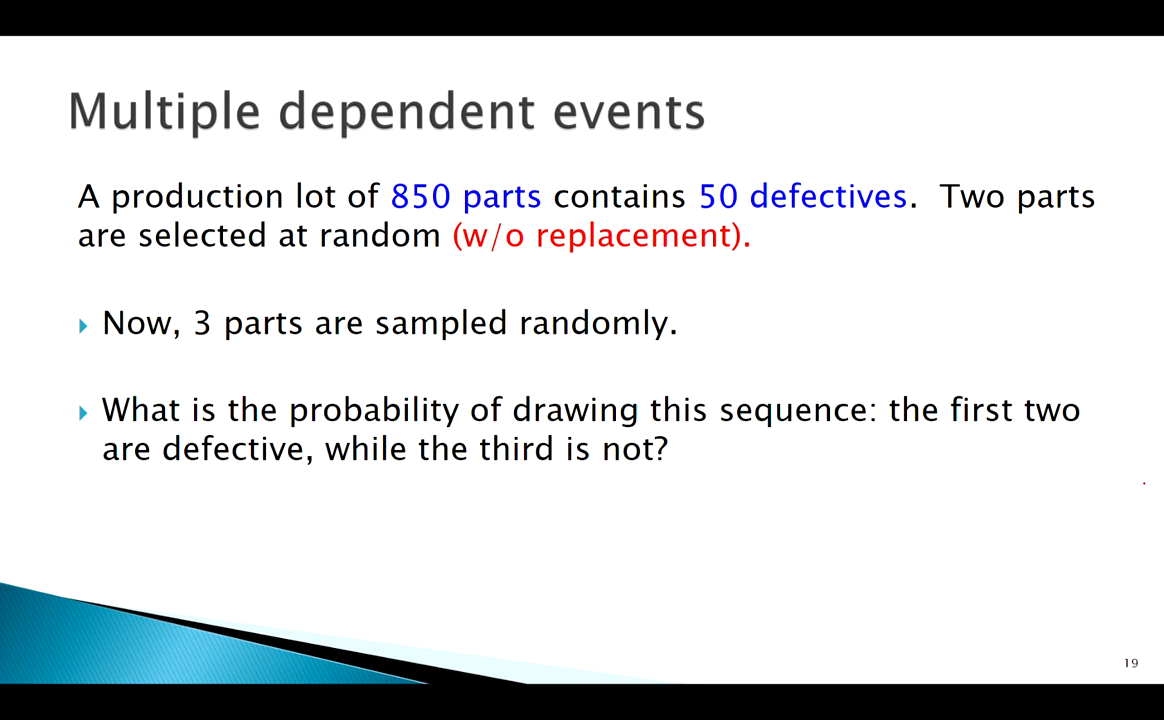 Multiple dependent events
A production lot of 850 parts contains 50 defectives.  Two parts
are selected at random (w/o replacement).
Now, 3 parts are sampled randomly.
What is the probability of drawing this sequence: the first two
are defective, while the third is not?
19